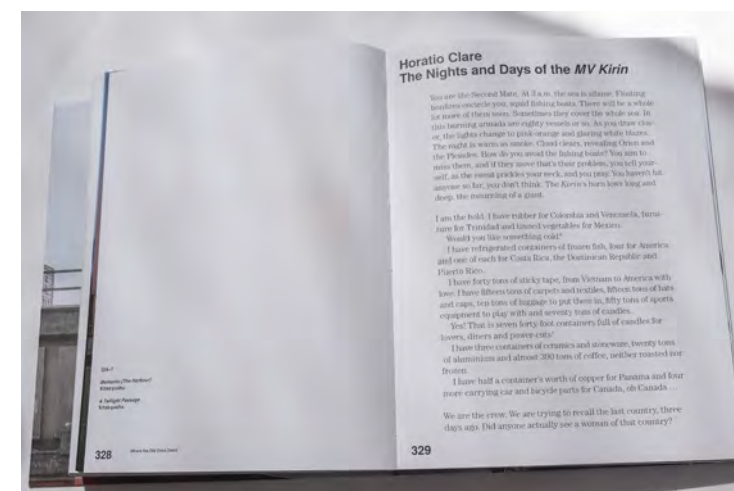 324–7
Memento (The Harbour)
Kitakyushu
A Twilight Passage
Kitakyushu
328
Horatio Clare
The Nights and Days of the MV Kirin
You are the Second Mate. At 3 a.m. the sea is aflame. Floating
bonfires encircle you, squid fishing boats. There will be a whole
lot more of them soon. Sometimes they cover the whole sea. In
this burning armada are eighty vessels or so. As you draw clos-
er, the lights change to pink-orange and glaring white blazes.
The night is warm as smoke. Cloud clears, revealing Orion and
the Pleiades. How do you avoid the fishing boats? You aim to
miss them, and if they move that's their problem, you tell your-
self, as the sweat prickles your neck, and you pray. You haven't hit
anyone so far, you don't think. The Kirin's horn lows long and
deep, the mourning of a giant.
I am the hold. I have rubber for Colombia and Venezuela, furni-
ture for Trinidad and tinned vegetables for Mexico.
Would you like something cold?
I have refrigerated containers of frozen fish, four for America
and one of each for Costa Rica, the Dominican Republic and
Puerto Rico.
I have forty tons of sticky tape, from Vietnam to America with
love. I have fifteen tons of carpets and textiles, fifteen tons of hats
and caps, ten tons of luggage to put them in, fifty tons of sports
equipment to play with and seventy tons of candles.
Yes! That is seven forty-foot containers full of candles for
lovers, diners and power-cuts!
I have three containers of ceramics and stoneware, twenty tons
of aluminium and almost 300 tons of coffee, neither roasted nor
frozen.
I have half a container's worth of copper for Panama and four
more carrying car and bicycle parts for Canada, oh Canada …
We are the crew. We are trying to recall the last country, three
days ago. Did anyone actually see a woman of that country?
329